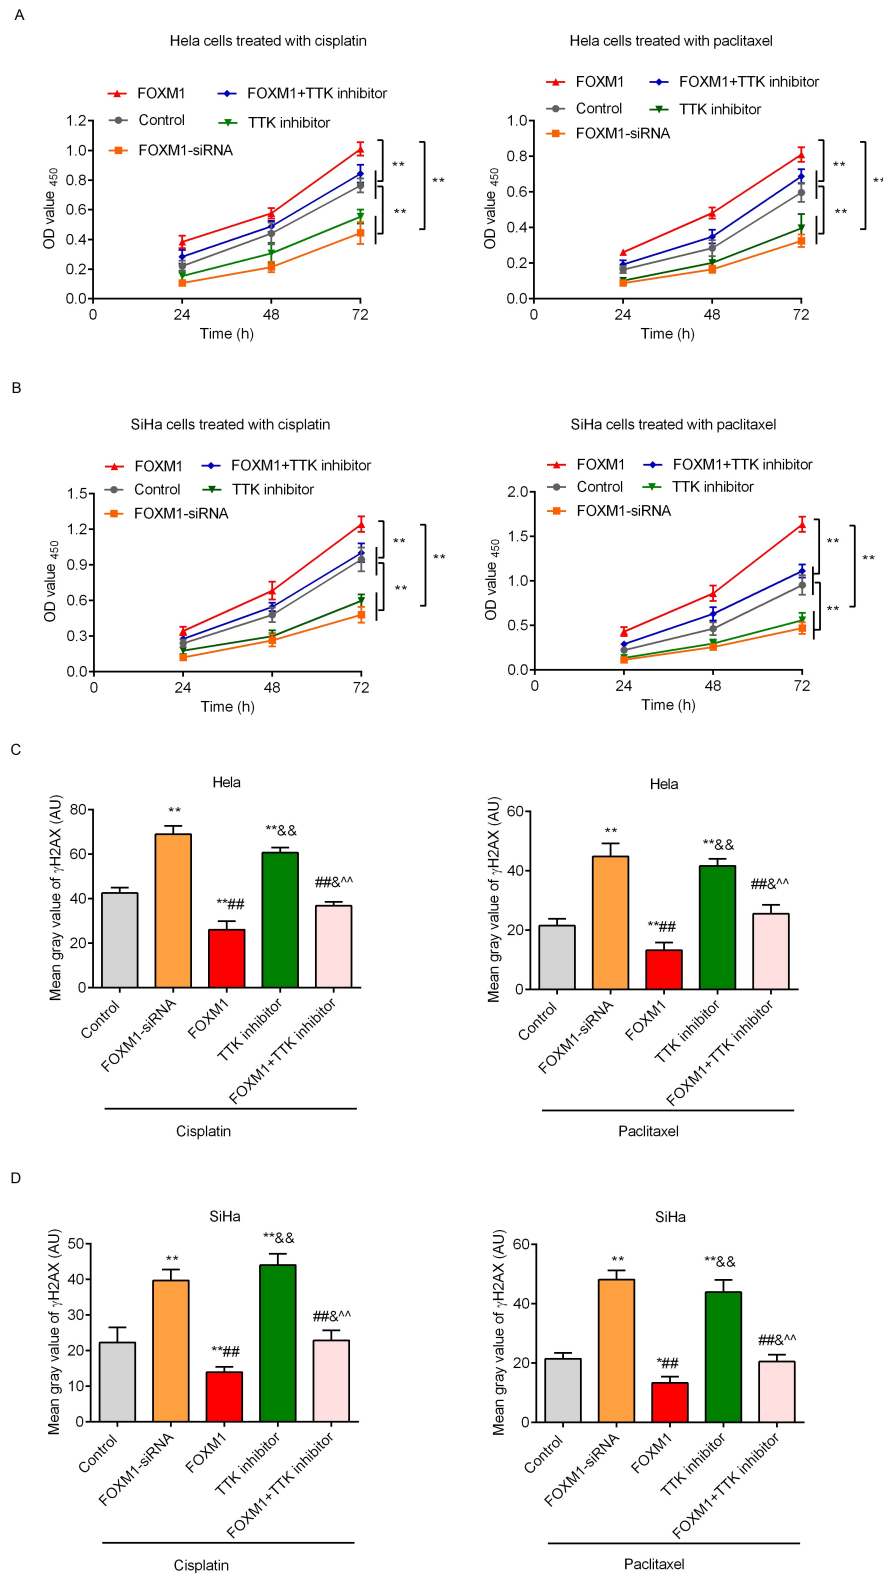 A
Hela cells treated with cisplatin
FOXM1 FOXM1+TTK inhibitor
Control TTK inhibitor
FOXM1-siRNA
OD value 450
1.2
1.0
0.8
0.6
0.4
0.2
0.0
0 24 48 72
Time (h)
**
**
**
Hela cells treated with paclitaxel
FOXM1 FOXM1+TTK inhibitor
Control TTK inhibitor
FOXM1-siRNA
OD value 450
1.0
0.8
0.6
0.4
0.2
0.0
0 24 48 72
Time (h)
**
**
**
B
SiHa cells treated with cisplatin
FOXM1 FOXM1+TTK inhibitor
Control TTK inhibitor
FOXM1-siRNA
OD value 450
1.5
1.2
0.9
0.6
0.3
0.0
0 24 48 72
Time (h)
**
**
**
SiHa cells treated with paclitaxel
FOXM1 FOXM1+TTK inhibitor
Control TTK inhibitor
FOXM1-siRNA
OD value 450
2.0
1.5
1.0
0.5
0.0
0 24 48 72
Time (h)
**
**
**
C
Hela
Mean gray value of γH2AX (AU)
80
60
40
20
0
**
**##
**&&
##&^^
Control
FOXM1-siRNA
FOXM1
TTK inhibitor
FOXM1+TTK inhibitor
Cisplatin
Hela
Mean gray value of γH2AX (AU)
60
40
20
0
**
**##
**&&
##&^^
Control
FOXM1-siRNA
FOXM1
TTK inhibitor
FOXM1+TTK inhibitor
Paclitaxel
D
SiHa
Mean gray value of γH2AX (AU)
50
40
30
20
10
0
**
**##
**&&
##&^^
Control
FOXM1-siRNA
FOXM1
TTK inhibitor
FOXM1+TTK inhibitor
Cisplatin
SiHa
Mean gray value of γH2AX (AU)
60
40
20
0
**
*##
**&&
##&^^
Control
FOXM1-siRNA
FOXM1
TTK inhibitor
FOXM1+TTK inhibitor
Paclitaxel